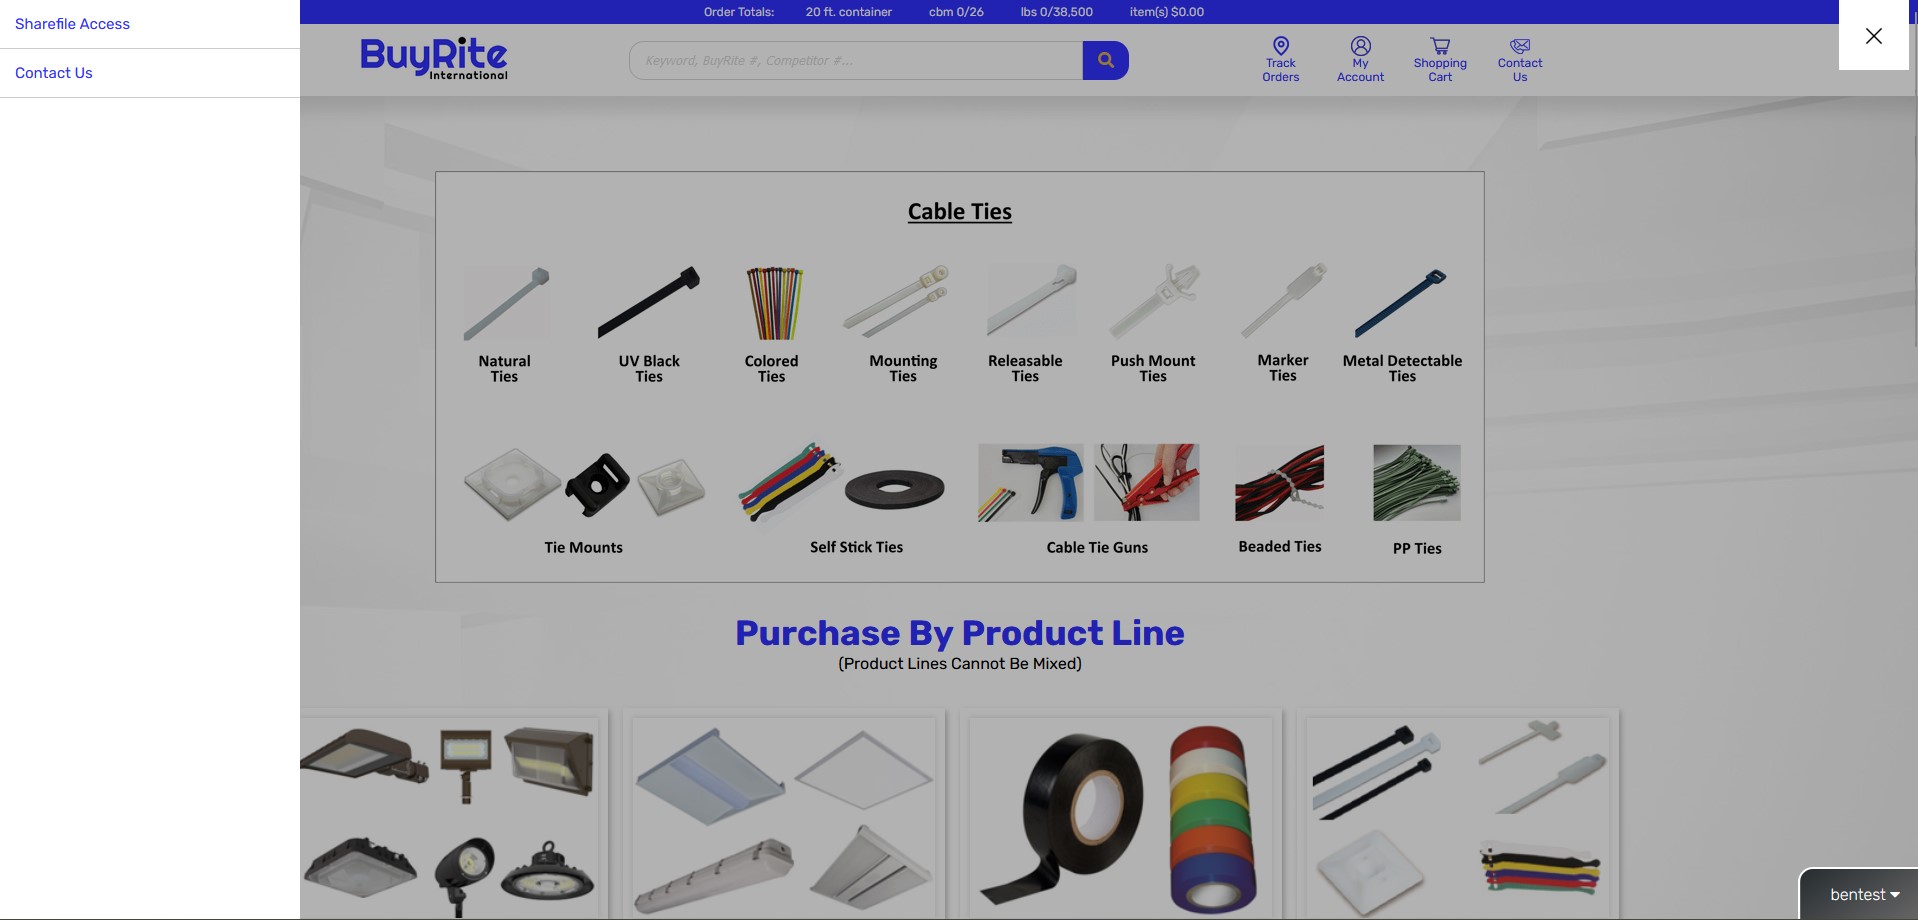 Sharefile Access
Contact Us
Order Totals: 20 ft. container cbm 0/26 lbs 0/38,500 item(s) $0.00
BuyRite
International
Keyword, BuyRite #, Competitor #...
Track
Orders
My
Account
Shopping
Cart
Contact
Us
Cable Ties
Natural
Ties
UV Black
Ties
Colored
Ties
Mounting
Ties
Releasable
Ties
Push Mount
Ties
Marker
Ties
Metal Detectable
Ties
Tie Mounts
Self Stick Ties
Cable Tie Guns
Beaded Ties
PP Ties
Purchase By Product Line
(Product Lines Cannot Be Mixed)
bentest